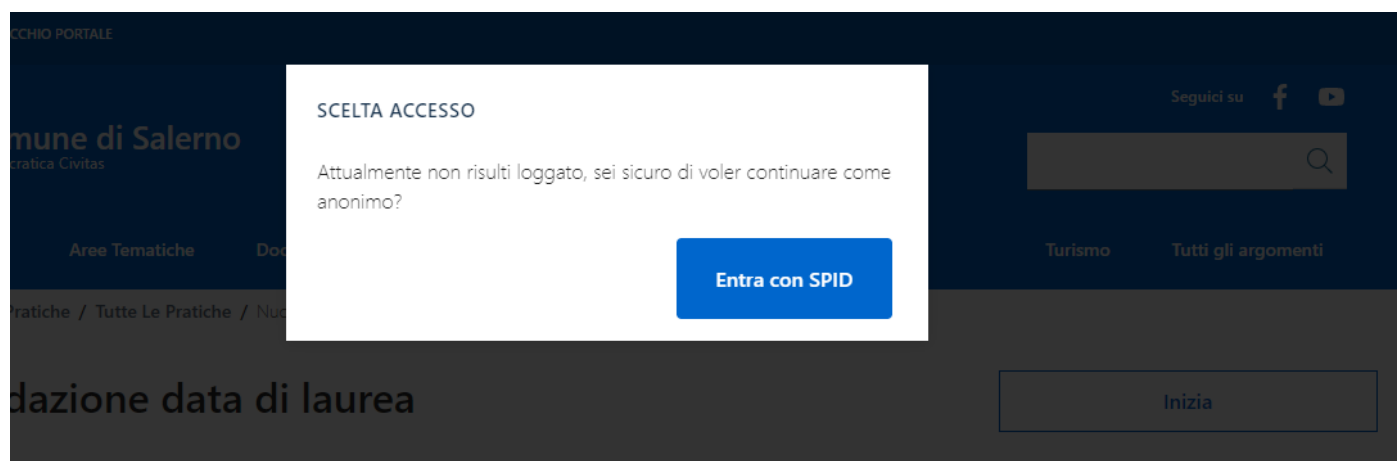 CCHIO PORTALE
SCELTA ACCESSO
Seguici su
mune di Salerno
cratica Civitas
Attualmente non risulti loggato, sei sicuro di voler continuare come
anonimo?
Aree Tematiche Doc
Turismo Tutti gli argomenti
Entra con SPID
Pratiche / Tutte Le Pratiche / Nuo
dazione data di laurea
Inizia